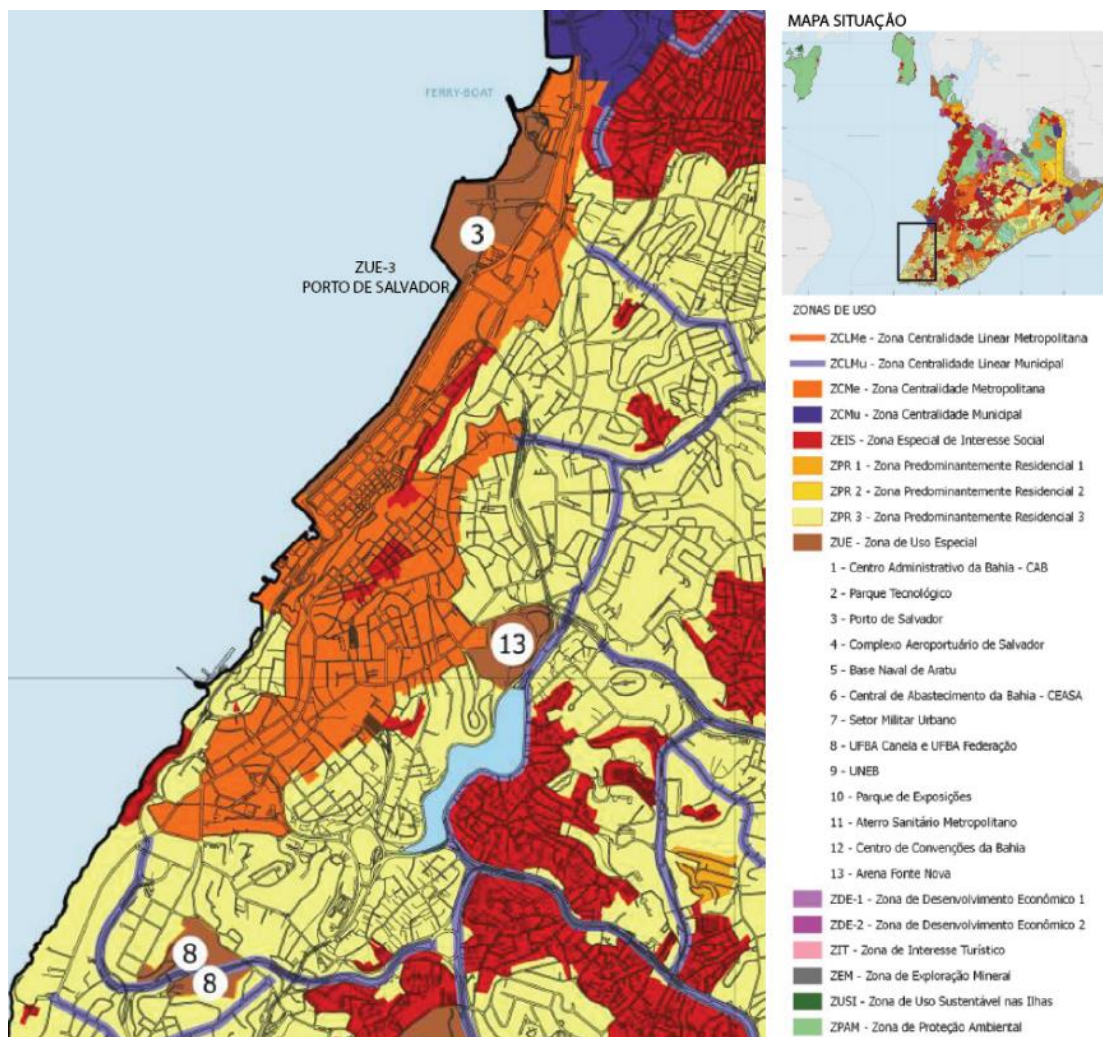 MAPA SITUAÇÃO
FERRY-BOAT
3
ZUE-3
PORTO DE SALVADOR
13
8
8
ZONAS DE USO
ZCLMe - Zona Centralidade Linear Metropolitana
ZCLMu - Zona Centralidade Linear Municipal
ZCMe - Zona Centralidade Metropolitana
ZCMu - Zona Centralidade Municipal
ZEIS - Zona Especial de Interesse Social
ZPR 1 - Zona Predominantemente Residencial 1
ZPR 2 - Zona Predominantemente Residencial 2
ZPR 3 - Zona Predominantemente Residencial 3
ZUE - Zona de Uso Especial
1 - Centro Administrativo da Bahia - CAB
2 - Parque Tecnológico
3 - Porto de Salvador
4 - Complexo Aeroportuário de Salvador
5 - Base Naval de Aratu
6 - Central de Abastecimento da Bahia - CEASA
7 - Setor Militar Urbano
8 - UFBA Canela e UFBA Federação
9 - UNEB
10 - Parque de Exposições
11 - Aterro Sanitário Metropolitano
12 - Centro de Convenções da Bahia
13 - Arena Fonte Nova
ZDE-1 - Zona de Desenvolvimento Econômico 1
ZDE-2 - Zona de Desenvolvimento Econômico 2
ZIT - Zona de Interesse Turístico
ZEM - Zona de Exploração Mineral
ZUSI - Zona de Uso Sustentável nas Ilhas
ZPAM - Zona de Proteção Ambiental